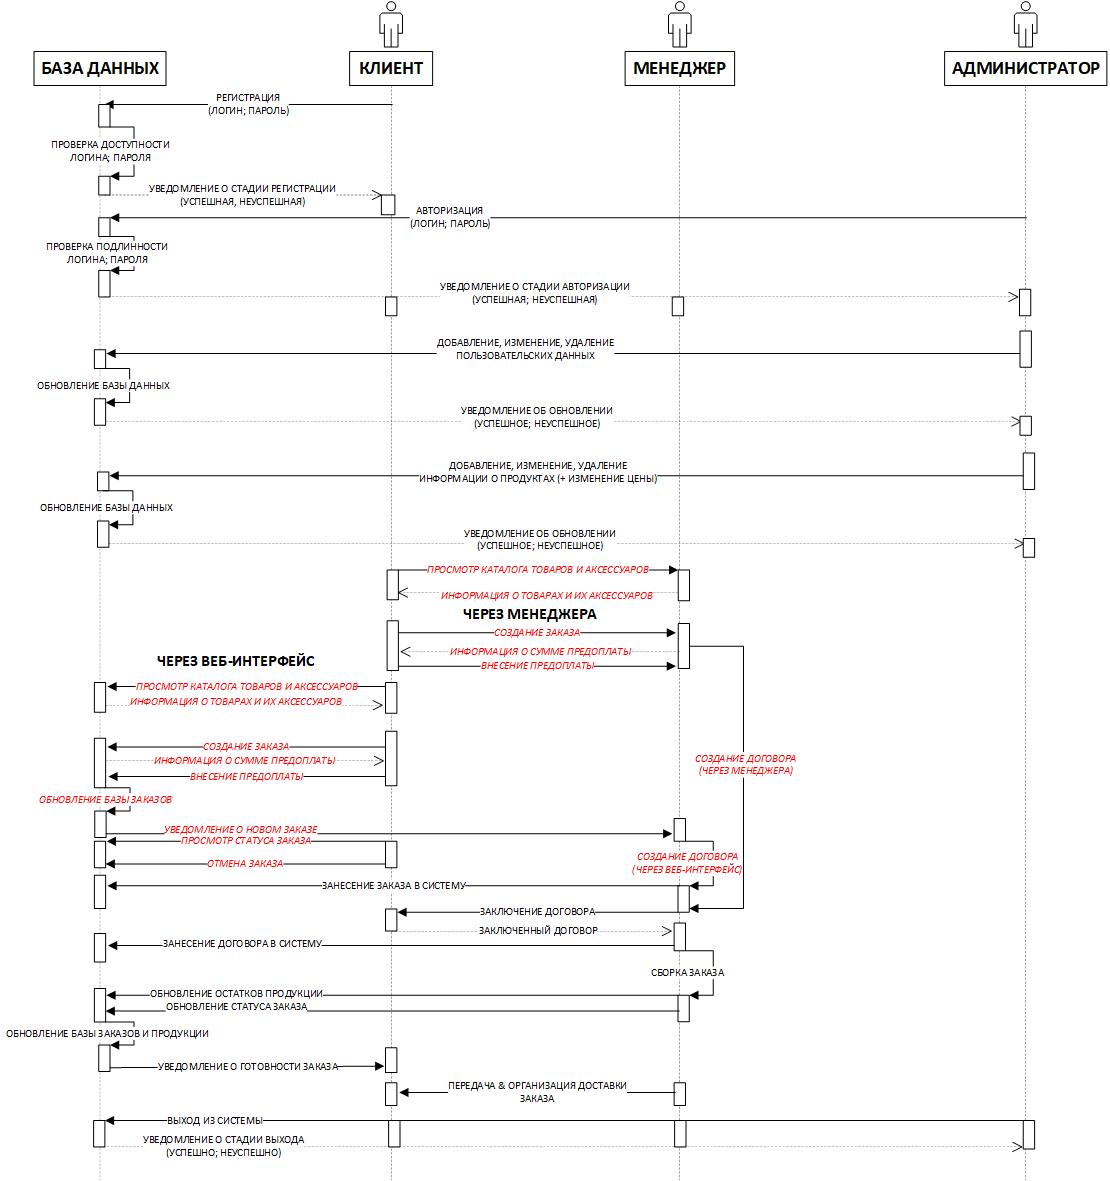 БАЗА ДАННЫХ
КЛИЕНТ
МЕНЕДЖЕР
АДМИНИСТРАТОР
РЕГИСТРАЦИЯ
(ЛОГИН; ПАРОЛЬ)
ПРОВЕРКА ДОСТУПНОСТИ
ЛОГИНА; ПАРОЛЯ
УВЕДОМЛЕНИЕ О СТАДИИ РЕГИСТРАЦИИ
(УСПЕШНАЯ, НЕУСПЕШНАЯ)
АВТОРИЗАЦИЯ
(ЛОГИН; ПАРОЛЬ)
ПРОВЕРКА ПОДЛИННОСТИ
ЛОГИНА; ПАРОЛЯ
УВЕДОМЛЕНИЕ О СТАДИИ АВТОРИЗАЦИИ
(УСПЕШНАЯ; НЕУСПЕШНАЯ)
ДОБАВЛЕНИЕ, ИЗМЕНЕНИЕ, УДАЛЕНИЕ
ПОЛЬЗОВАТЕЛЬСКИХ ДАННЫХ
ОБНОВЛЕНИЕ БАЗЫ ДАННЫХ
УВЕДОМЛЕНИЕ ОБ ОБНОВЛЕНИИ
(УСПЕШНОЕ; НЕУСПЕШНОЕ)
ДОБАВЛЕНИЕ, ИЗМЕНЕНИЕ, УДАЛЕНИЕ
ИНФОРМАЦИИ О ПРОДУКТАХ (+ ИЗМЕНЕНИЕ ЦЕНЫ)
ОБНОВЛЕНИЕ БАЗЫ ДАННЫХ
УВЕДОМЛЕНИЕ ОБ ОБНОВЛЕНИИ
(УСПЕШНОЕ; НЕУСПЕШНОЕ)
ПРОСМОТР КАТАЛОГА ТОВАРОВ И АКСЕССУАРОВ
ИНФОРМАЦИЯ О ТОВАРАХ И ИХ АКСЕССУАРОВ
ЧЕРЕЗ МЕНЕДЖЕРА
СОЗДАНИЕ ЗАКАЗА
ИНФОРМАЦИЯ О СУММЕ ПРЕДОПЛАТЫ
ВНЕСЕНИЕ ПРЕДОПЛАТЫ
ЧЕРЕЗ ВЕБ-ИНТЕРФЕЙС
ПРОСМОТР КАТАЛОГА ТОВАРОВ И АКСЕССУАРОВ
ИНФОРМАЦИЯ О ТОВАРАХ И ИХ АКСЕССУАРОВ
СОЗДАНИЕ ЗАКАЗА
ИНФОРМАЦИЯ О СУММЕ ПРЕДОПЛАТЫ
ВНЕСЕНИЕ ПРЕДОПЛАТЫ
СОЗДАНИЕ ДОГОВОРА
(ЧЕРЕЗ МЕНЕДЖЕРА)
ОБНОВЛЕНИЕ БАЗЫ ЗАКАЗОВ
УВЕДОМЛЕНИЕ О НОВОМ ЗАКАЗЕ
ПРОСМОТР СТАТУСА ЗАКАЗА
ОТМЕНА ЗАКАЗА
СОЗДАНИЕ ДОГОВОРА
(ЧЕРЕЗ ВЕБ-ИНТЕРФЕЙС)
ЗАНЕСЕНИЕ ЗАКАЗА В СИСТЕМУ
ЗАКЛЮЧЕНИЕ ДОГОВОРА
ЗАКЛЮЧЕННЫЙ ДОГОВОР
ЗАНЕСЕНИЕ ДОГОВОРА В СИСТЕМУ
СБОРКА ЗАКАЗА
ОБНОВЛЕНИЕ ОСТАТКОВ ПРОДУКЦИИ
ОБНОВЛЕНИЕ СТАТУСА ЗАКАЗА
ОБНОВЛЕНИЕ БАЗЫ ЗАКАЗОВ И ПРОДУКЦИИ
УВЕДОМЛЕНИЕ О ГОТОВНОСТИ ЗАКАЗА
ПЕРЕДАЧА & ОРГАНИЗАЦИЯ ДОСТАВКИ
ЗАКАЗА
ВЫХОД ИЗ СИСТЕМЫ
УВЕДОМЛЕНИЕ О СТАДИИ ВЫХОДА
(УСПЕШНО; НЕУСПЕШНО)